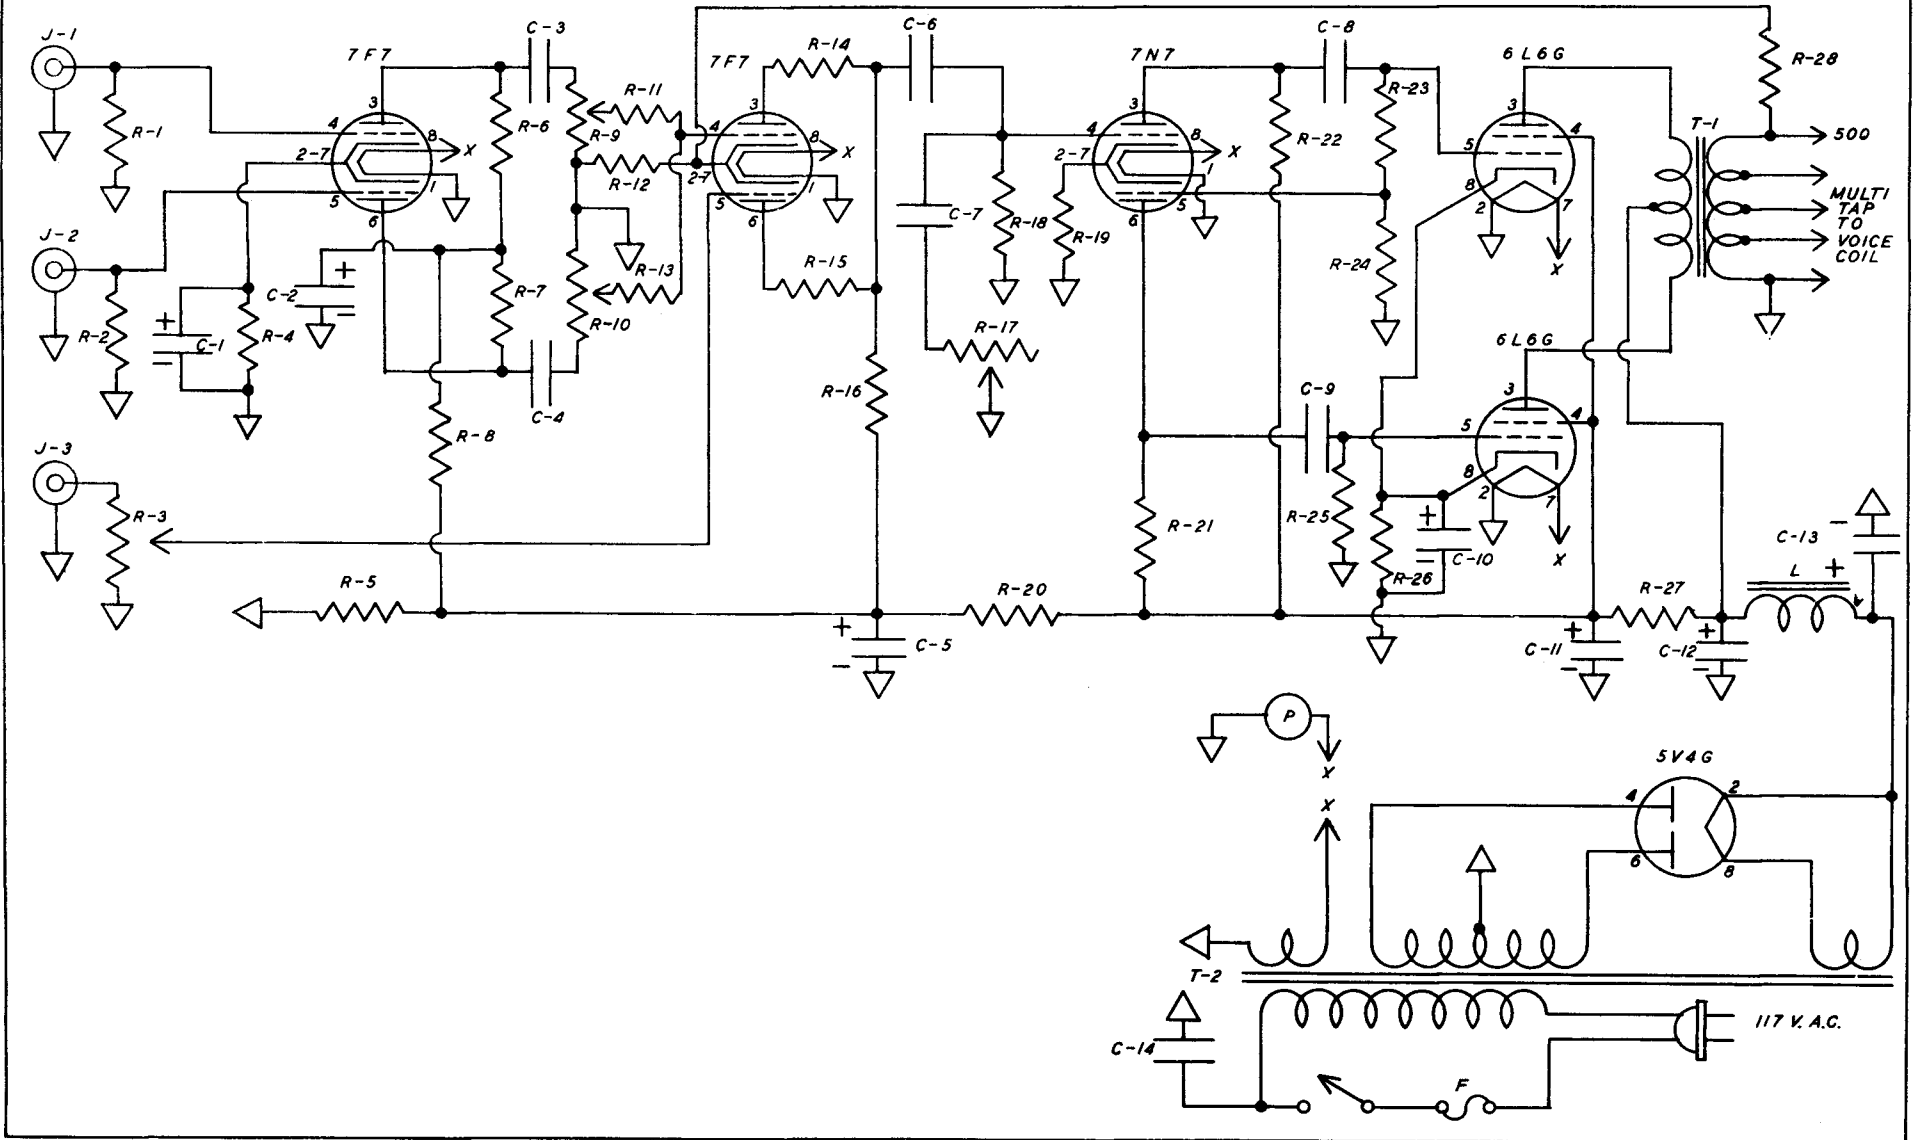 J-1
7F7
C-3
7F7
R-14
C-6
7N7
C-8
6L6G
R-28
3
R-11
3
3
R-23
3
4
8
R-1
R-6
R-9
4
8
X
4
8
X
R-22
5
4
T-1
500
2-7
X
R-12
2-7
1
2-7
1
8
5
1
5
C-7
R-18
5
2
7
MULTI
TAP
TO
VOICE
COIL
6
6
R-19
6
X
J-2
+
C-2
-
R-7
R-13
R-15
R-24
R-2
+
C-1
-
R-4
R-10
R-17
6L6G
C-4
R-16
C-9
3
4
R-8
5
J-3
8
2
7
R-3
R-25
+
C-10
-
R-21
X
-
C-13
+
R-5
R-20
R-26
R-27
L
+
C-5
-
+
C-11
-
+
C-12
-
P
X
5V4G
X
4
2
6
8
T-2
C-14
117 V. A.C.
F